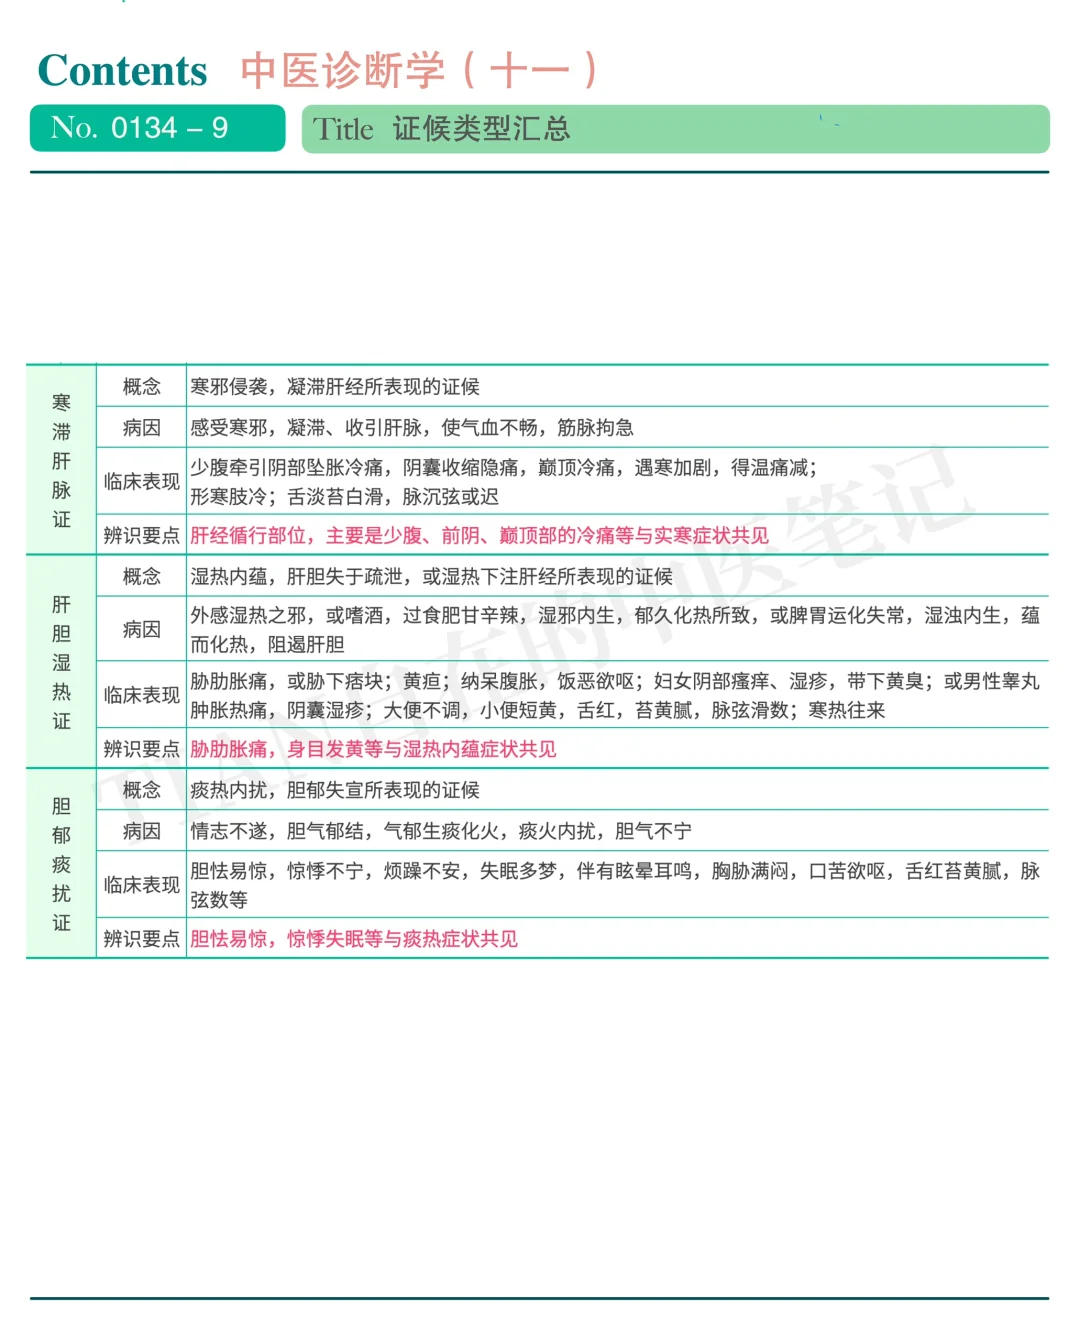 Contents 中医诊断学（十一）
No. 0134 – 9
Title 证候类型汇总
寒滞肝脉证
概念 寒邪侵袭，凝滞肝经所表现的证候
病因 感受寒邪，凝滞、收引肝脉，使气血不畅，筋脉拘急
临床表现 少腹牵引阴部坠胀冷痛，阴囊收缩隐痛，巅顶冷痛，遇寒加剧，得温痛减；
形寒肢冷；舌淡苔白滑，脉沉弦或迟
辨识要点 肝经循行部位，主要是少腹、前阴、巅顶部的冷痛等与实寒症状共见
肝胆湿热证
概念 湿热内蕴，肝胆失于疏泄，或湿热下注肝经所表现的证候
病因 外感湿热之邪，或嗜酒，过食肥甘辛辣，湿邪内生，郁久化热所致，或脾胃运化失常，湿浊内生，蕴
而化热，阻遏肝胆
临床表现 胁肋胀痛，或胁下痞块；黄疸；纳呆腹胀，饭恶欲呕；妇女阴部瘙痒、湿疹，带下黄臭；或男性睾丸
肿胀热痛，阴囊湿疹；大便不调，小便短黄，舌红，苔黄腻，脉弦滑数；寒热往来
辨识要点 胁肋胀痛，身目发黄等与湿热内蕴症状共见
胆郁痰扰证
概念 痰热内扰，胆郁失宣所表现的证候
病因 情志不遂，胆气郁结，气郁生痰化火，痰火内扰，胆气不宁
临床表现 胆怯易惊，惊悸不宁，烦躁不安，失眠多梦，伴有眩晕耳鸣，胸胁满闷，口苦欲呕，舌红苔黄腻，脉
弦数等
辨识要点 胆怯易惊，惊悸失眠等与痰热症状共见
TIAN自在的中医笔记